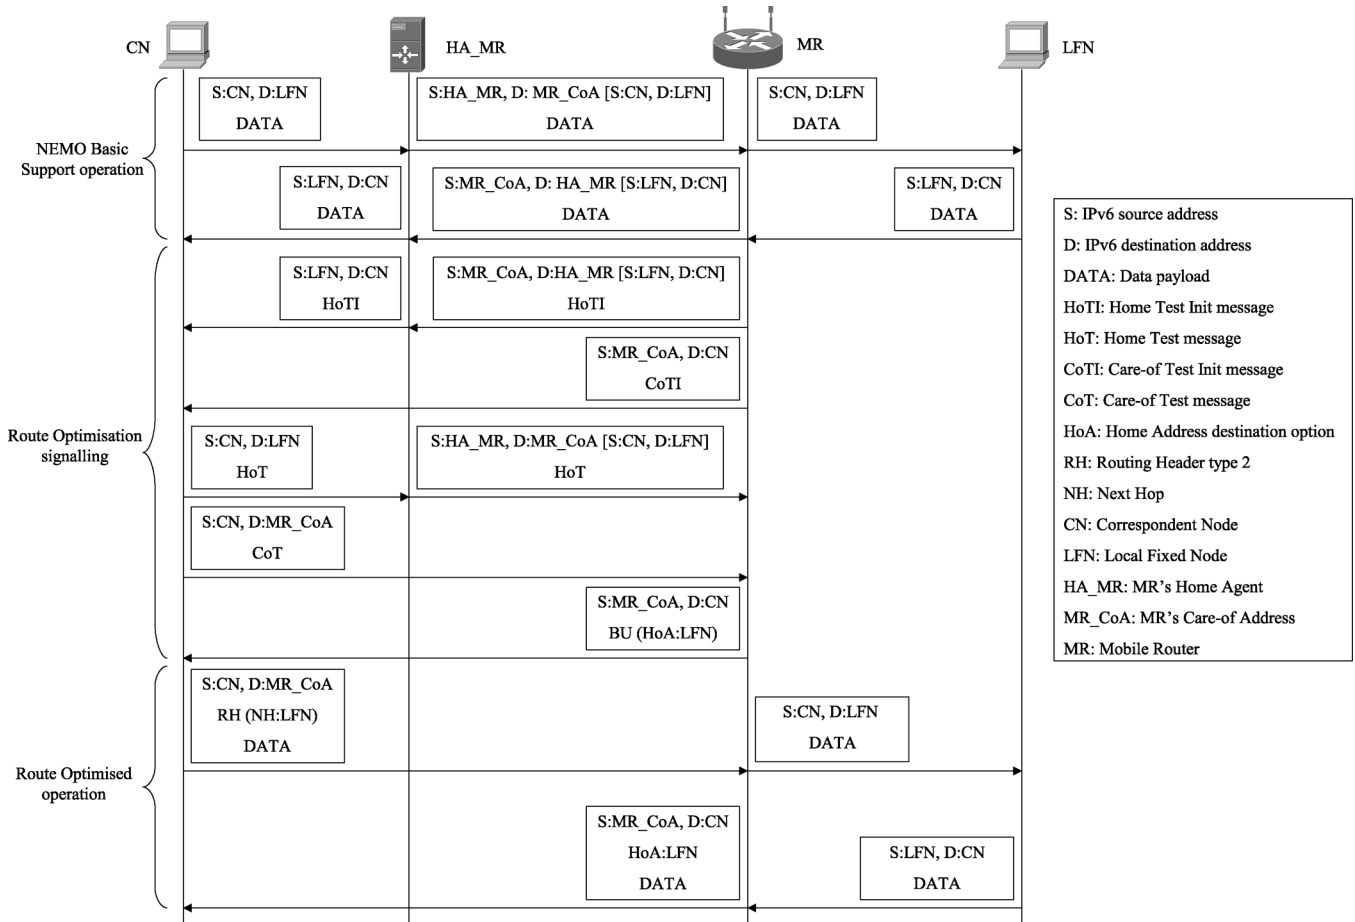 CN
HA_MR
MR
LFN
S:CN, D:LFN
DATA
S:HA_MR, D: MR_CoA [S:CN, D:LFN]
DATA
S:CN, D:LFN
DATA
NEMO Basic
Support operation
S:LFN, D:CN
DATA
S:MR_CoA, D: HA_MR [S:LFN, D:CN]
DATA
S:LFN, D:CN
DATA
S:LFN, D:CN
HoTI
S:MR_CoA, D:HA_MR [S:LFN, D:CN]
HoTI
S:MR_CoA, D:CN
CoTI
Route Optimisation
signalling
S:CN, D:LFN
HoT
S:HA_MR, D:MR_CoA [S:CN, D:LFN]
HoT
S:CN, D:MR_CoA
CoT
S:MR_CoA, D:CN
BU (HoA:LFN)
S:CN, D:MR_CoA
RH (NH:LFN)
DATA
S:CN, D:LFN
DATA
Route Optimised
operation
S:MR_CoA, D:CN
HoA:LFN
DATA
S:LFN, D:CN
DATA
S: IPv6 source address
D: IPv6 destination address
DATA: Data payload
HoTI: Home Test Init message
HoT: Home Test message
CoTI: Care-of Test Init message
CoT: Care-of Test message
HoA: Home Address destination option
RH: Routing Header type 2
NH: Next Hop
CN: Correspondent Node
LFN: Local Fixed Node
HA_MR: MR's Home Agent
MR_CoA: MR's Care-of Address
MR: Mobile Router